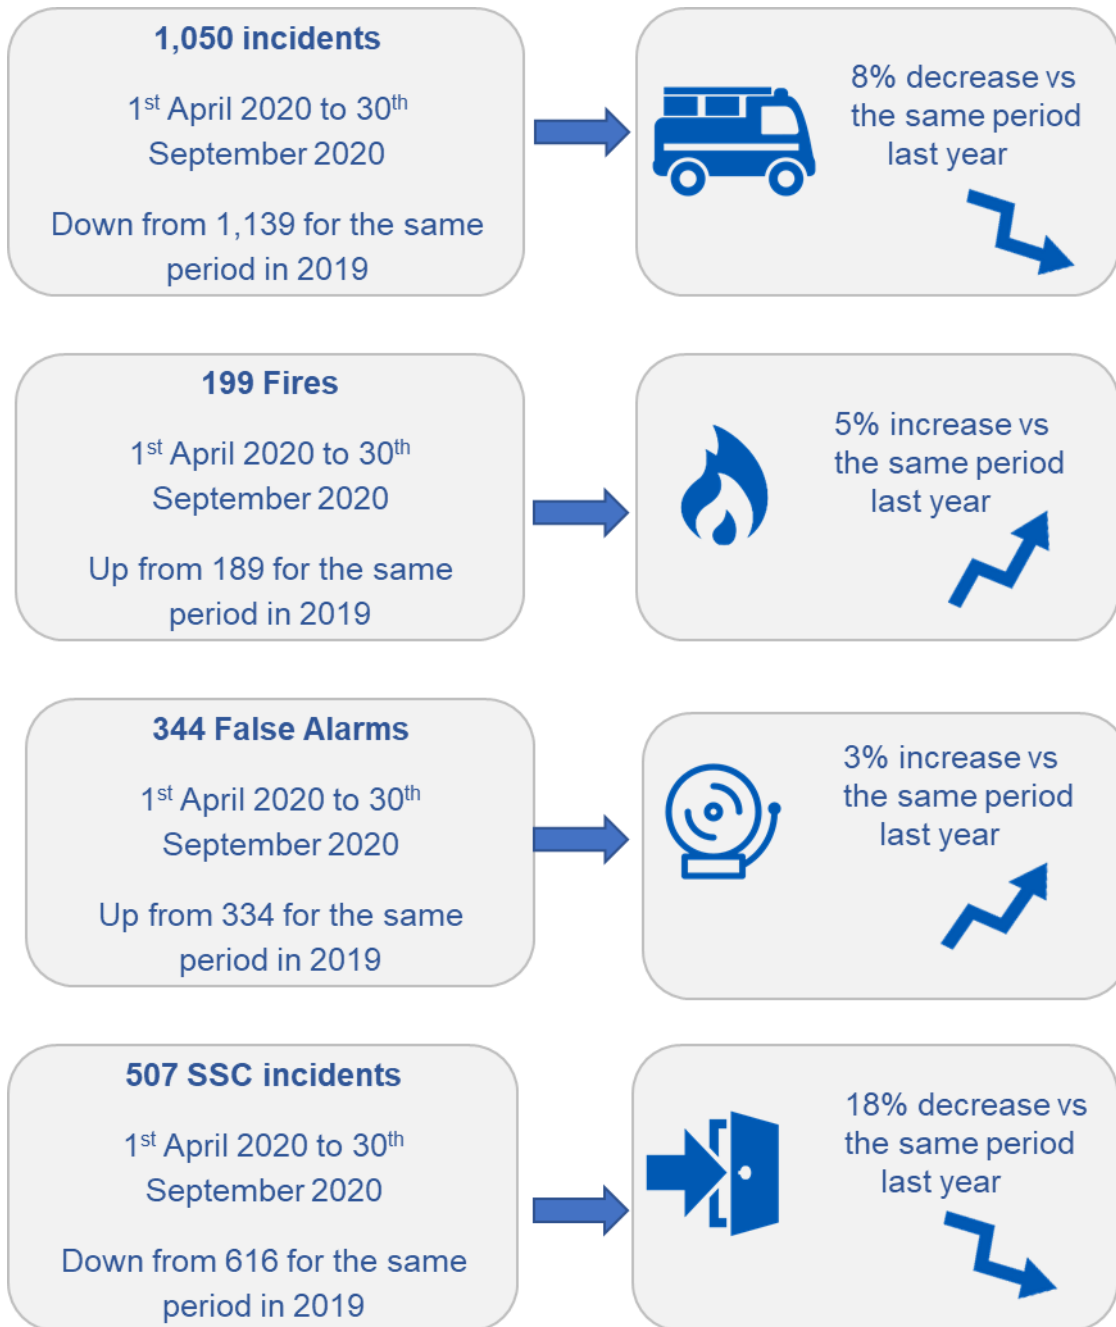 1,050 incidents
1st April 2020 to 30th
September 2020
Down from 1,139 for the same
period in 2019
8% decrease vs
the same period
last year
199 Fires
1st April 2020 to 30th
September 2020
Up from 189 for the same
period in 2019
5% increase vs
the same period
last year
344 False Alarms
1st April 2020 to 30th
September 2020
Up from 334 for the same
period in 2019
3% increase vs
the same period
last year
507 SSC incidents
1st April 2020 to 30th
September 2020
Down from 616 for the same
period in 2019
18% decrease vs
the same period
last year